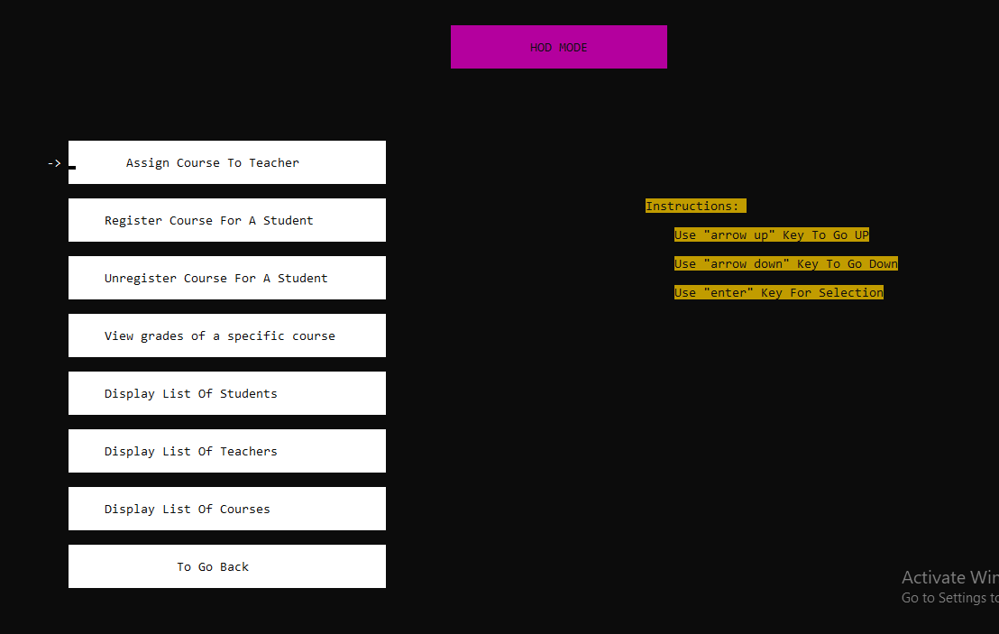 HOD MODE
-> Assign Course To Teacher
Register Course For A Student
Unregister Course For A Student
View grades of a specific course
Display List Of Students
Display List Of Teachers
Display List Of Courses
To Go Back
Instructions:
Use "arrow up" Key To Go UP
Use "arrow down" Key To Go Down
Use "enter" Key For Selection
Activate Win
Go to Settings to